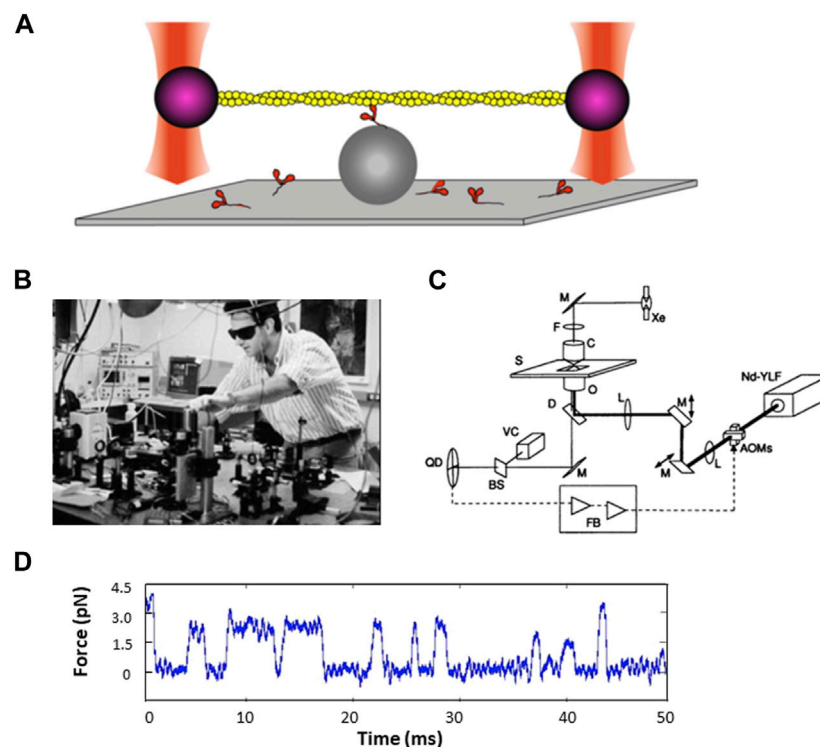 A
B
C
M
Xe
F
C
S
O
Nd-YLF
D
L
M
VC
AOMs
QD
L
M
BS
M
FB
D
Force (pN)
4.5
3.0
1.5
0
0
10
20
30
40
50
Time (ms)